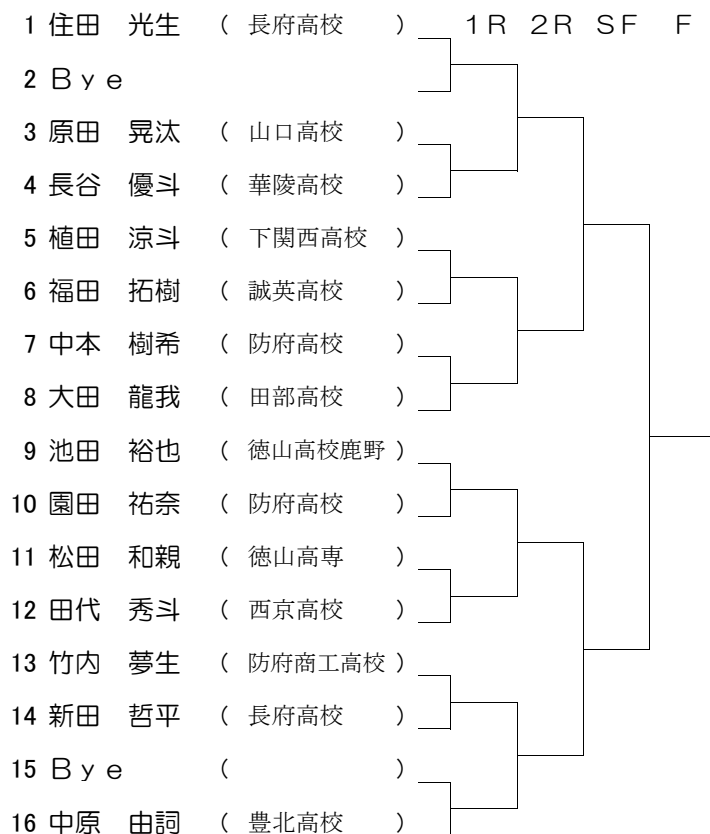 1R 2R SF F
1 住田 光生 ( 長府高校 )
2 Bye
3 原田 晃汰 ( 山口高校 )
4 長谷 優斗 ( 華陵高校 )
5 植田 涼斗 ( 下関西高校 )
6 福田 拓樹 ( 誠英高校 )
7 中本 樹希 ( 防府高校 )
8 大田 龍我 ( 田部高校 )
9 池田 裕也 ( 徳山高校鹿野 )
10 園田 祐奈 ( 防府高校 )
11 松田 和親 ( 徳山高専 )
12 田代 秀斗 ( 西京高校 )
13 竹内 夢生 ( 防府商工高校 )
14 新田 哲平 ( 長府高校 )
15 Bye ( )
16 中原 由詞 ( 豊北高校 )